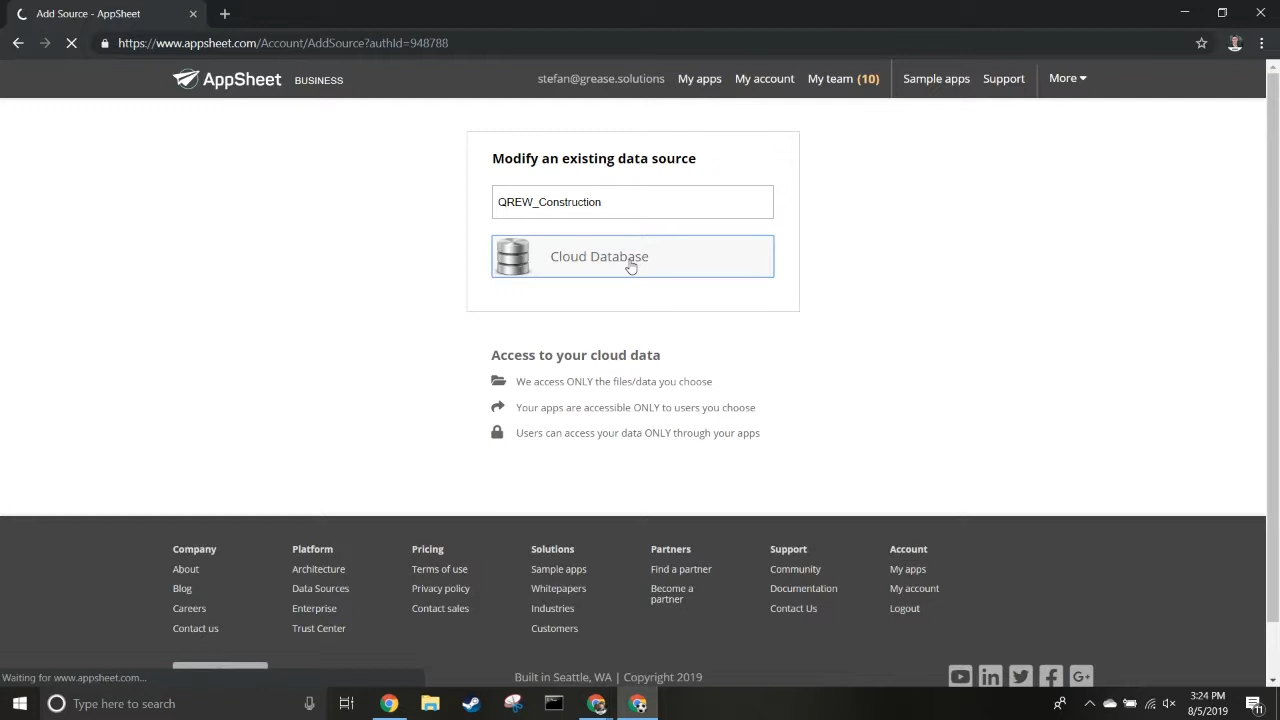 Add Source - AppSheet
https://www.appsheet.com/Account/AddSource?authId=948788
AppSheet BUSINESS
stefan@grease.solutions My apps My account My team (10) Sample apps Support More
Modify an existing data source
QREW_Construction
Cloud Database
Access to your cloud data
We access ONLY the files/data you choose
Your apps are accessible ONLY to users you choose
Users can access your data ONLY through your apps
Company
About
Blog
Careers
Contact us
Platform
Architecture
Data Sources
Enterprise
Trust Center
Pricing
Terms of use
Privacy policy
Contact sales
Solutions
Sample apps
Whitepapers
Industries
Customers
Partners
Find a partner
Become a
partner
Support
Community
Documentation
Contact Us
Account
My apps
My account
Logout
Waiting for www.appsheet.com...
Built in Seattle, WA | Copyright 2019
Type here to search
3:24 PM
8/5/2019
11